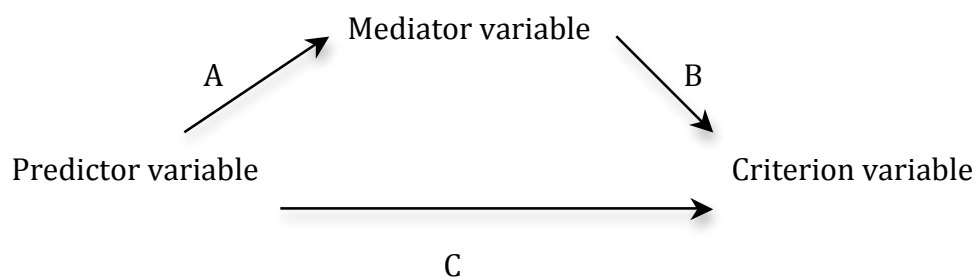 Mediator variable
A
B
Predictor variable
Criterion variable
C